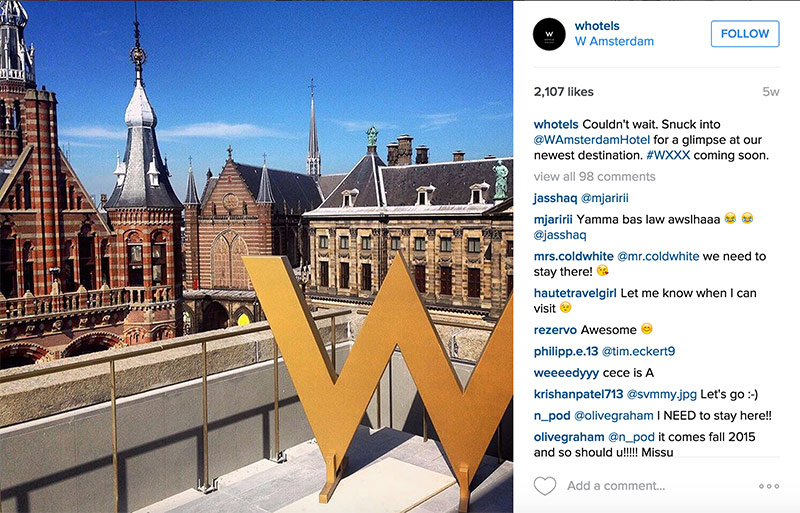 whotels
W Amsterdam
FOLLOW
W
2,107 likes
5w
whotels Couldn't wait. Snuck into
@WAmsterdamHotel for a glimpse at our
newest destination. #WXXX coming soon.
view all 98 comments
jasshaq @mjaririi
mjaririi Yamma bas law awslhaaa 😂 😂
@jasshaq
mrs.coldwhite @mr.coldwhite we need to
stay there! 😘
hautetravelgirl Let me know when I can
visit 😉
rezervo Awesome 😊
philipp.e.13 @tim.eckert9
weeeedyyy cece is A
krishanpatel713 @svmmy.jpg Let's go :-)
n_pod @olivegraham I NEED to stay here!!
olivegraham @n_pod it comes fall 2015
and so should u!!!!! Missu
Add a comment...
W